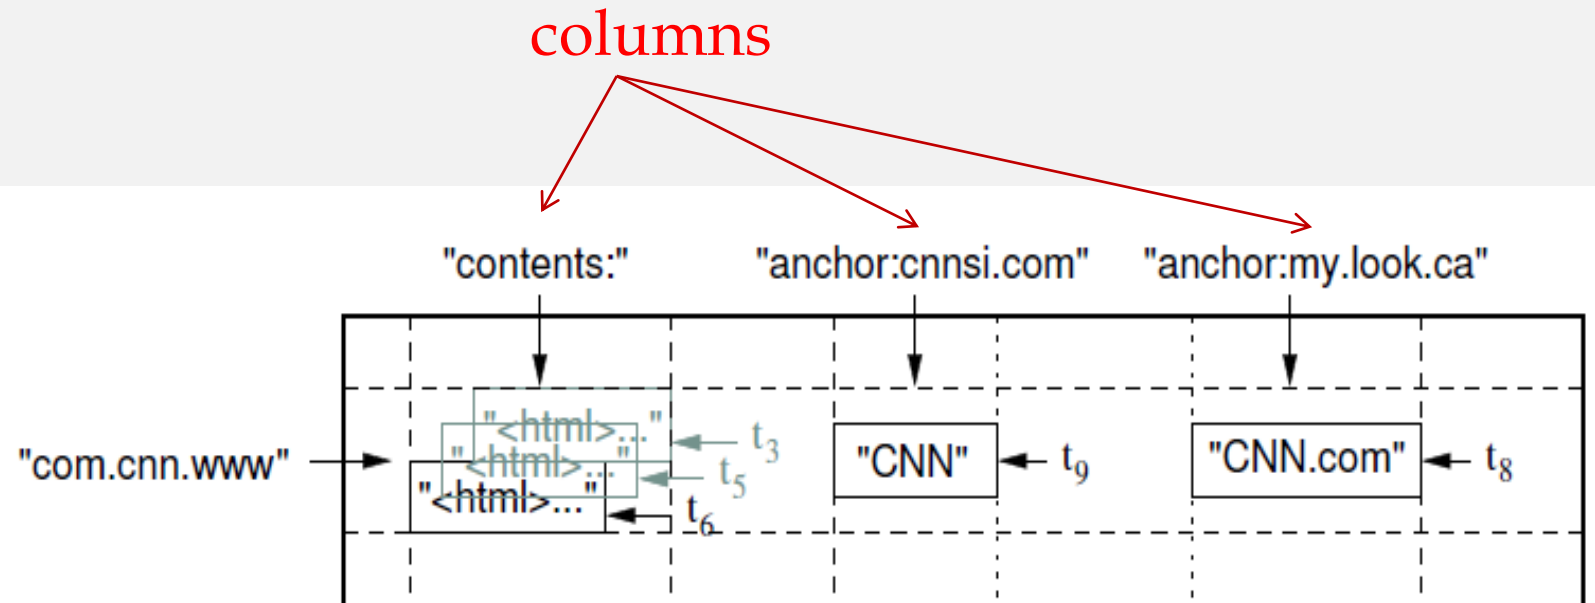 columns
"contents:" "anchor:cnnsi.com" "anchor:my.look.ca"
"<html>..." t3
"com.cnn.www" "<html>..." t5 "CNN" t9 "CNN.com" t8
"<html>..." t6